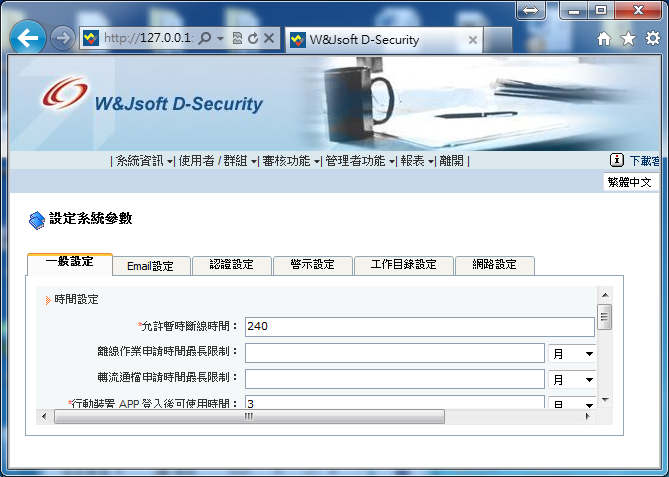 http://127.0.0.1:
W&Jsoft D-Security
W&Jsoft D-Security
| 系統資訊 | 使用者 / 群組 | 審核功能 | 管理者功能 | 報表 | 離開 |
下載客
繁體中文
設定系統參數
一般設定 Email設定 認證設定 警示設定 工作目錄設定 網路設定
時間設定
*允許暫時斷線時間： 240
離線作業申請時間最長限制： 月
轉流通檔申請時間最長限制： 月
*行動裝置 APP 登入後可使用時間： 3 日